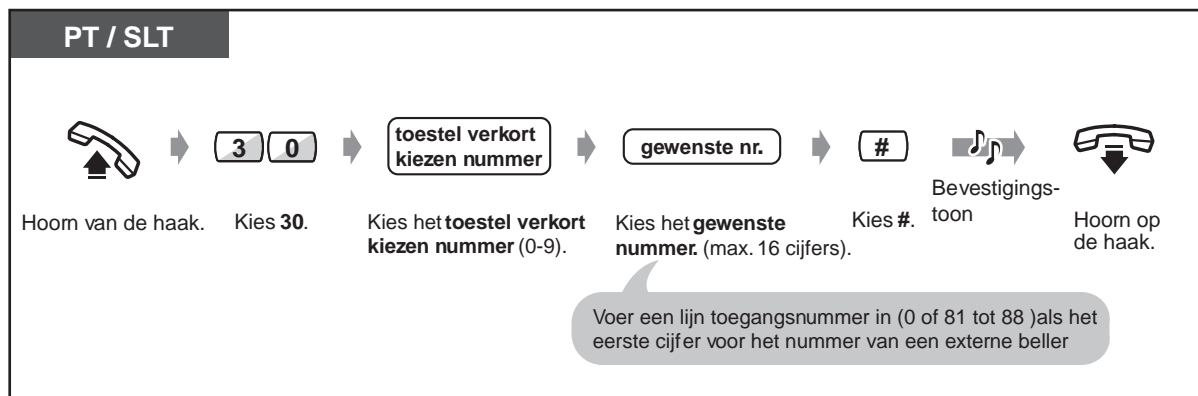 PT / SLT
3 0
toestel verkort
kiezen nummer
gewenste nr.
#
Hoorn van de haak.
Kies 30.
Kies het toestel verkort
kiezen nummer (0-9).
Kies het gewenste
nummer. (max. 16 cijfers).
Kies #.
Bevestigings-
toon
Hoorn op
de haak.
Voer een lijn toegangsnummer in (0 of 81 tot 88 )als het
eerste cijfer voor het nummer van een externe beller